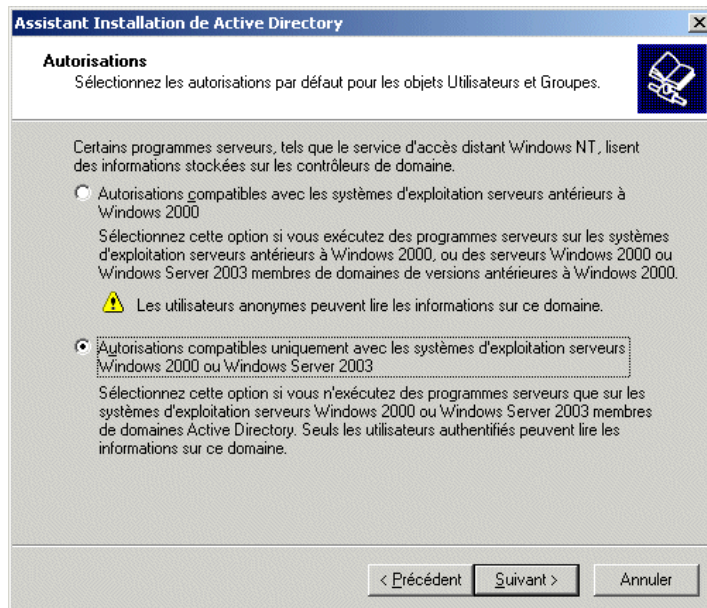 Assistant Installation de Active Directory
Autorisations
Sélectionnez les autorisations par défaut pour les objets Utilisateurs et Groupes.
Certains programmes serveurs, tels que le service d'accès distant Windows NT, lisent
des informations stockées sur les contrôleurs de domaine.
Autorisations compatibles avec les systèmes d'exploitation serveurs antérieurs à
Windows 2000
Sélectionnez cette option si vous exécutez des programmes serveurs sur les systèmes
d'exploitation serveurs antérieurs à Windows 2000, ou des serveurs Windows 2000 ou
Windows Server 2003 membres de domaines de versions antérieures à Windows 2000.
Les utilisateurs anonymes peuvent lire les informations sur ce domaine.
Autorisations compatibles uniquement avec les systèmes d'exploitation serveurs
Windows 2000 ou Windows Server 2003
Sélectionnez cette option si vous n'exécutez des programmes serveurs que sur les
systèmes d'exploitation serveurs Windows 2000 ou Windows Server 2003 membres
de domaines Active Directory. Seuls les utilisateurs authentifiés peuvent lire les
informations sur ce domaine.
< Précédent
Suivant >
Annuler